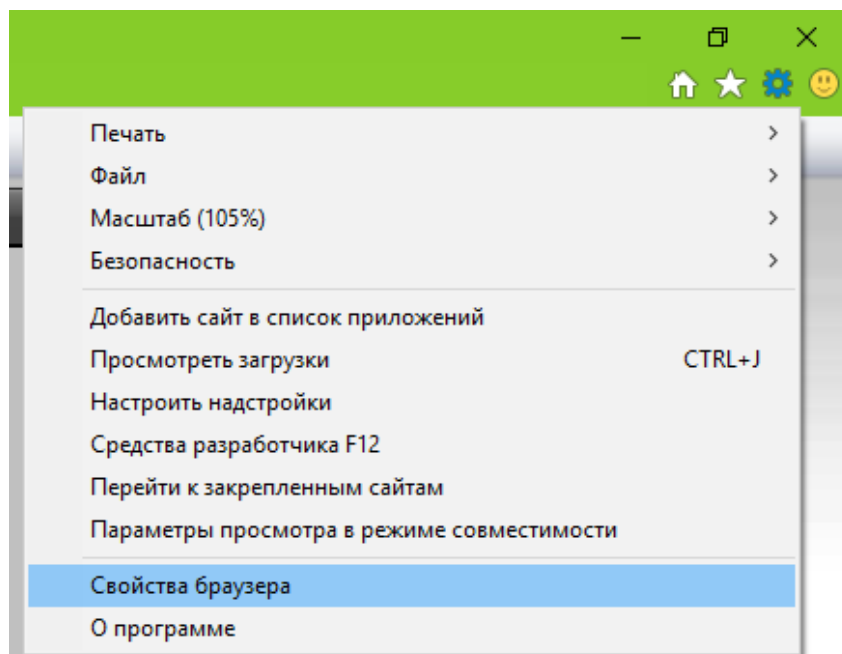 Печать
Файл
Масштаб (105%)
Безопасность
Добавить сайт в список приложений
Просмотреть загрузки CTRL+J
Настроить надстройки
Средства разработчика F12
Перейти к закрепленным сайтам
Параметры просмотра в режиме совместимости
Свойства браузера
О программе